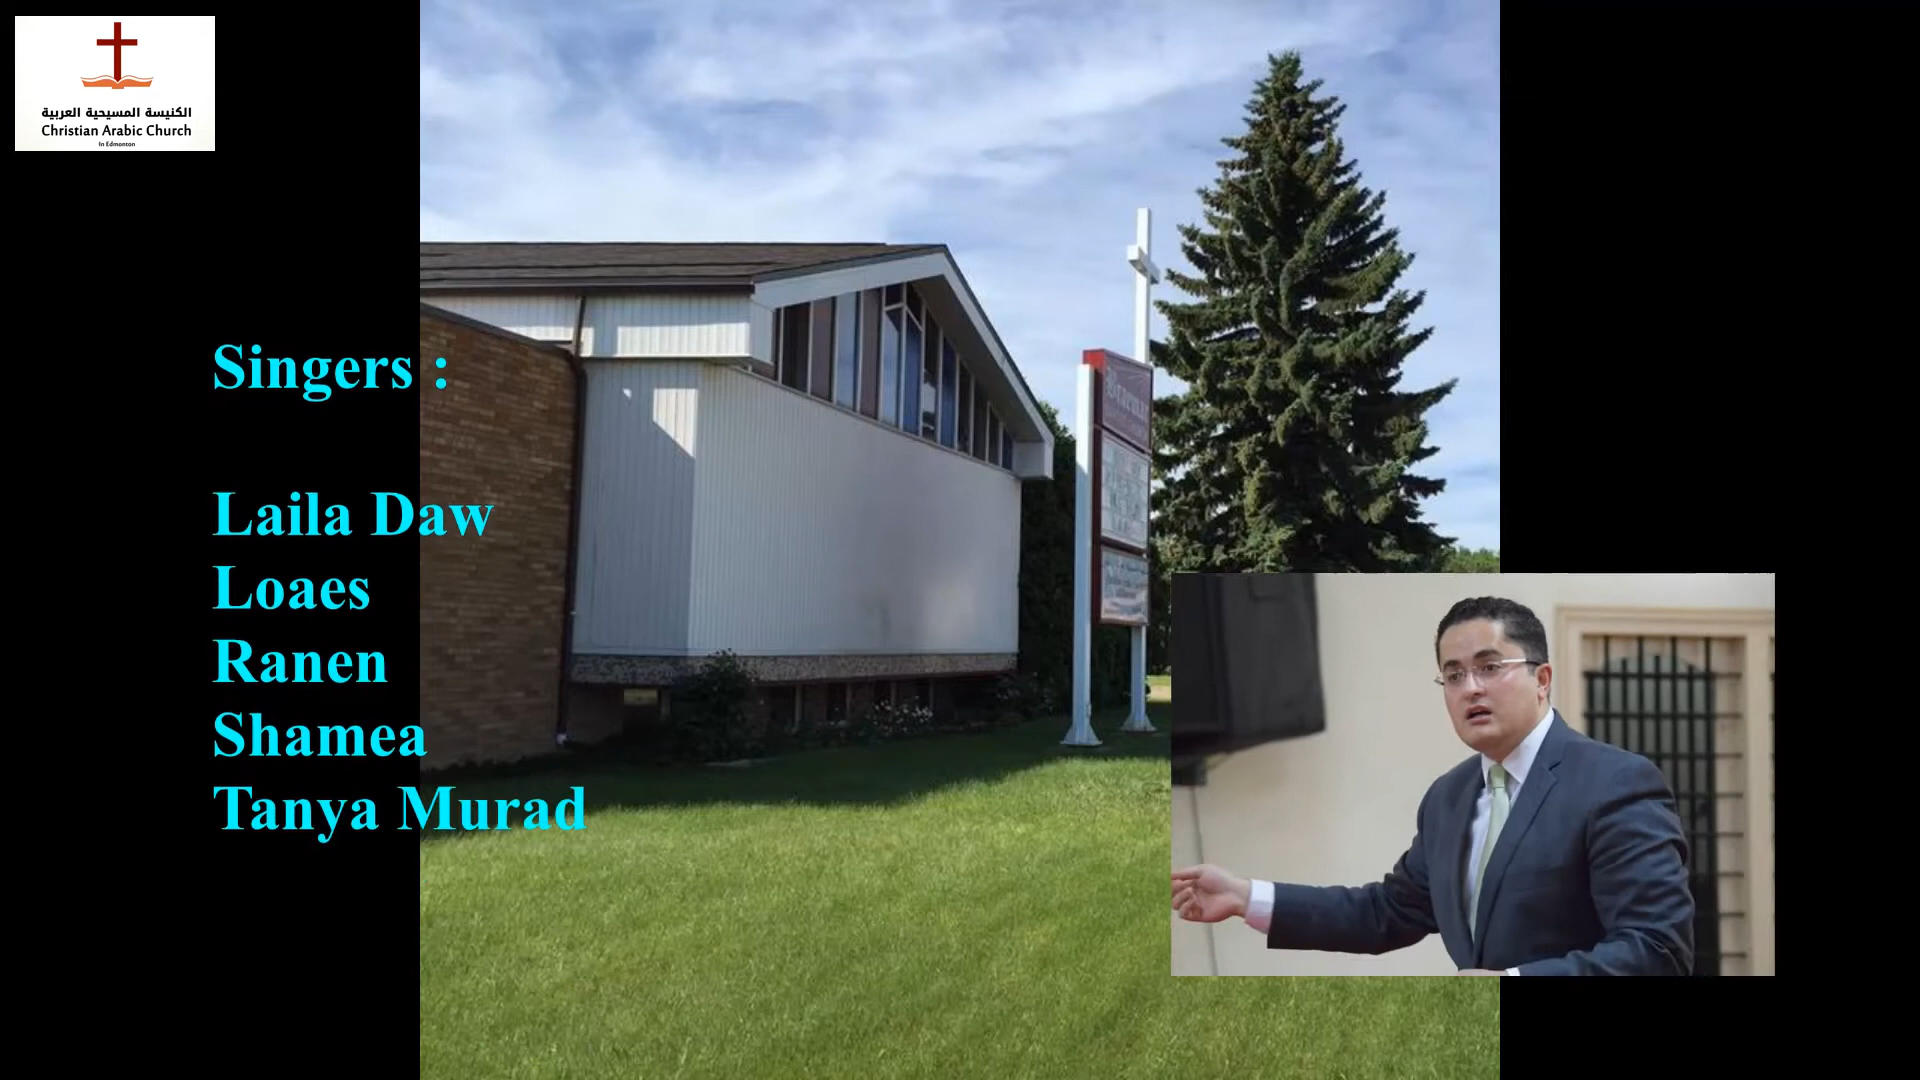 الكنيسة المسيحية العربية
Christian Arabic Church
In Edmonton
Singers :
Laila Daw
Loaes
Ranen
Shamea
Tanya Murad